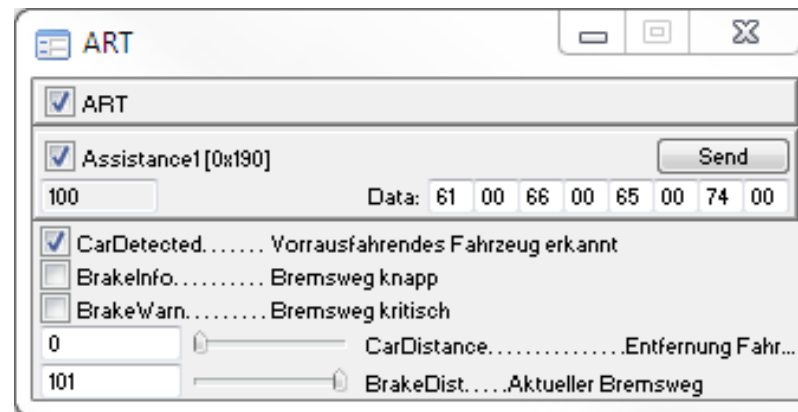 ART
ART
Assistance1 [0x190] Send
100 Data: 61 00 66 00 65 00 74 00
CarDetected....... Vorrausfahrendes Fahrzeug erkannt
BrakeInfo.......... Bremsweg knapp
BrakeWarn......... Bremsweg kritisch
0 CarDistance...............Entfernung Fahr...
101 BrakeDist.....Aktueller Bremsweg